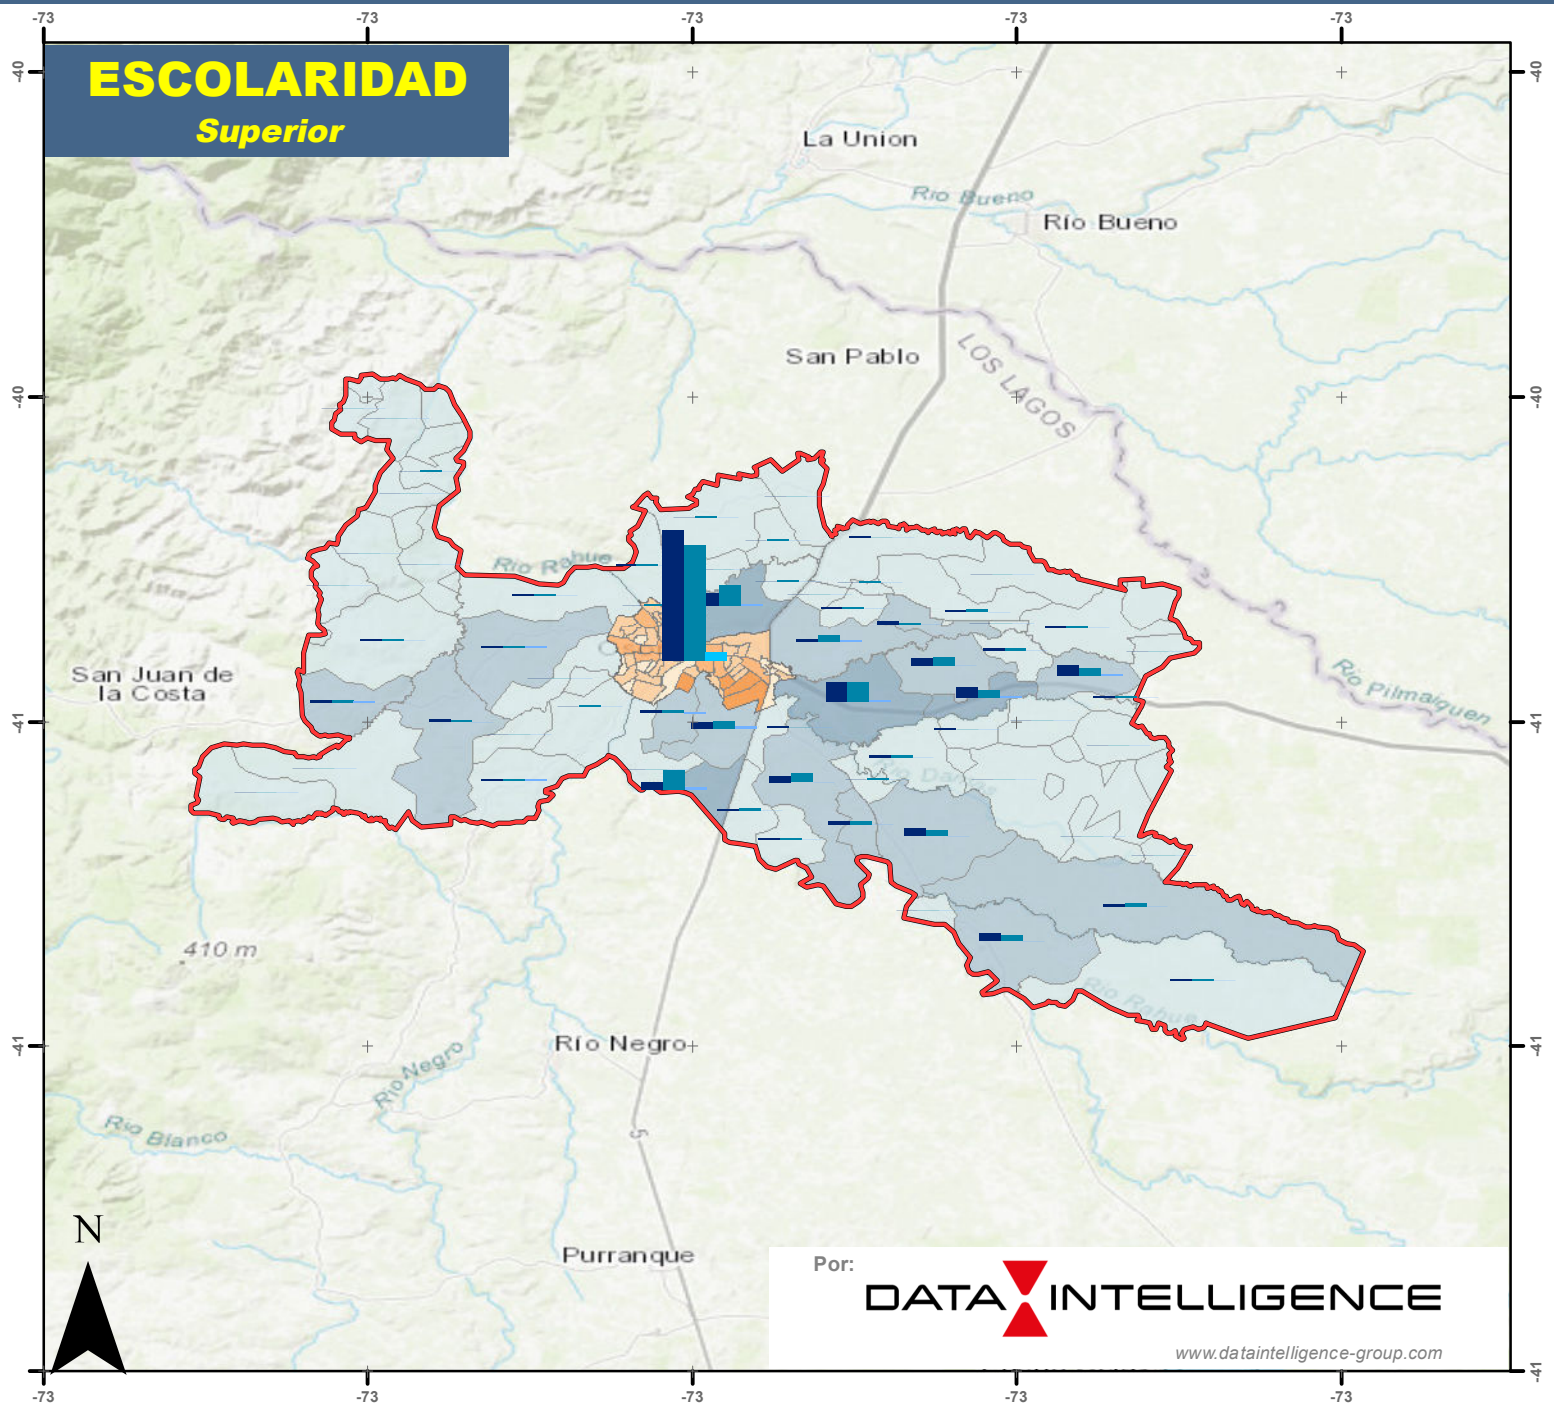 -73 -73 -73 -73 -73
-40
-40
ESCOLARIDAD
Superior
La Union
Rio Bueno
Río Bueno
San Pablo
LOS LAGOS
-40
-40
Rio Rahue
San Juan de
la Costa
Rio Pilmaiquen
-41
-41
410 m
Rio Rahue
Río Negro
-41
-41
Rio Negro
Rio Blanco
5
Purranque
N
Por:
DATA INTELLIGENCE
www.dataintelligence-group.com
-41
-73 -73 -73 -73 -73